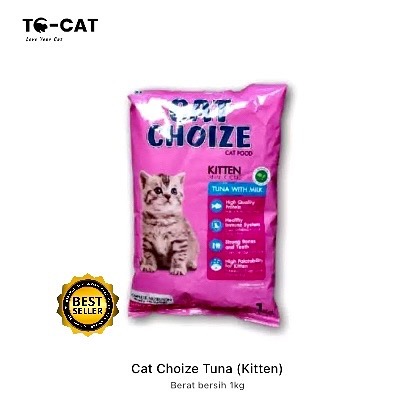 TO-CAT
Love Your Cat
CAT
CHOIZE
CAT FOOD
KITTEN
TUNA WITH MILK
High Quality
Protein
Healthy
Immune System
Strong Bones
and Teeth
High Palatability
for Kitten
BEST
SELLER
Cat Choize Tuna (Kitten)
Berat bersih 1kg